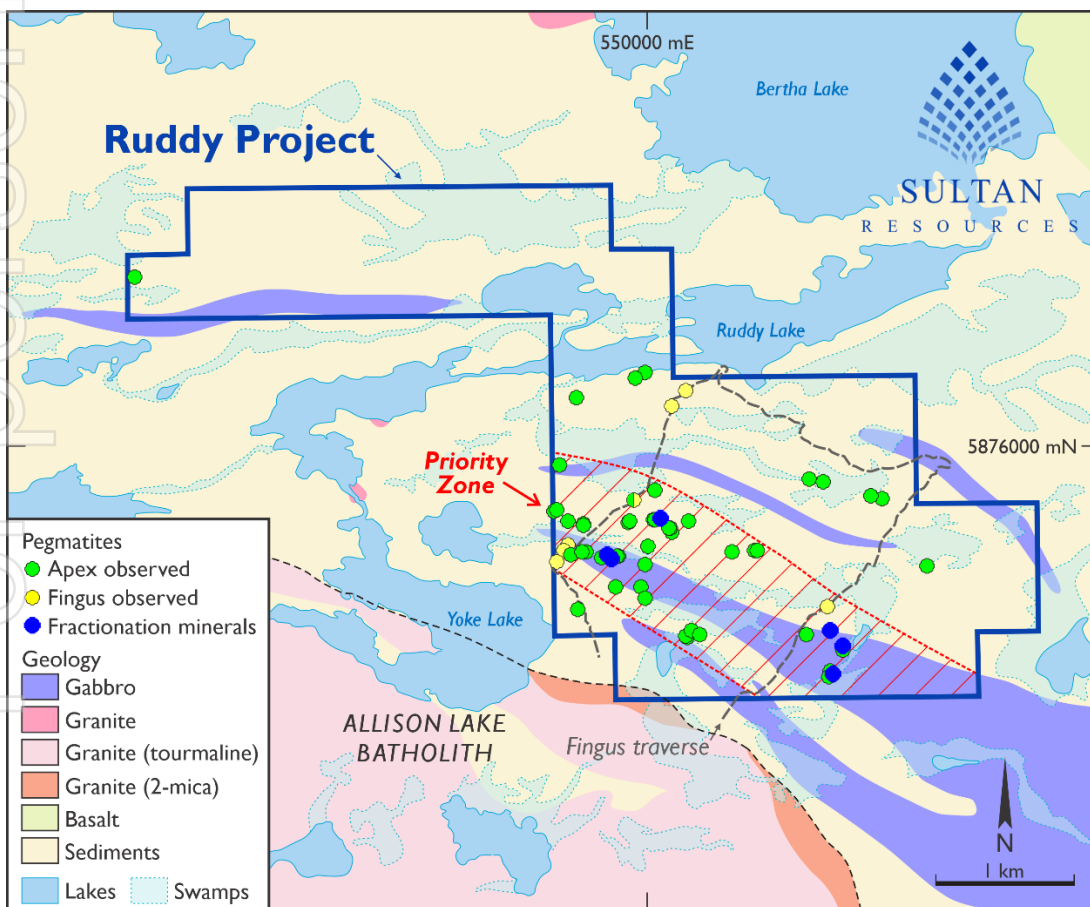 550000 mE
Bertha Lake
Ruddy Project
SULTAN
RESOURCES
Ruddy Lake
5876000 mN
Priority
Zone
Pegmatites
Apex observed
Fingus observed
Fractionation minerals
Geology
Gabbro
Granite
Granite (tourmaline)
Granite (2-mica)
Basalt
Sediments
Lakes
Swamps
Yoke Lake
ALLISON LAKE
BATHOLITH
Fingus traverse
N
1 km